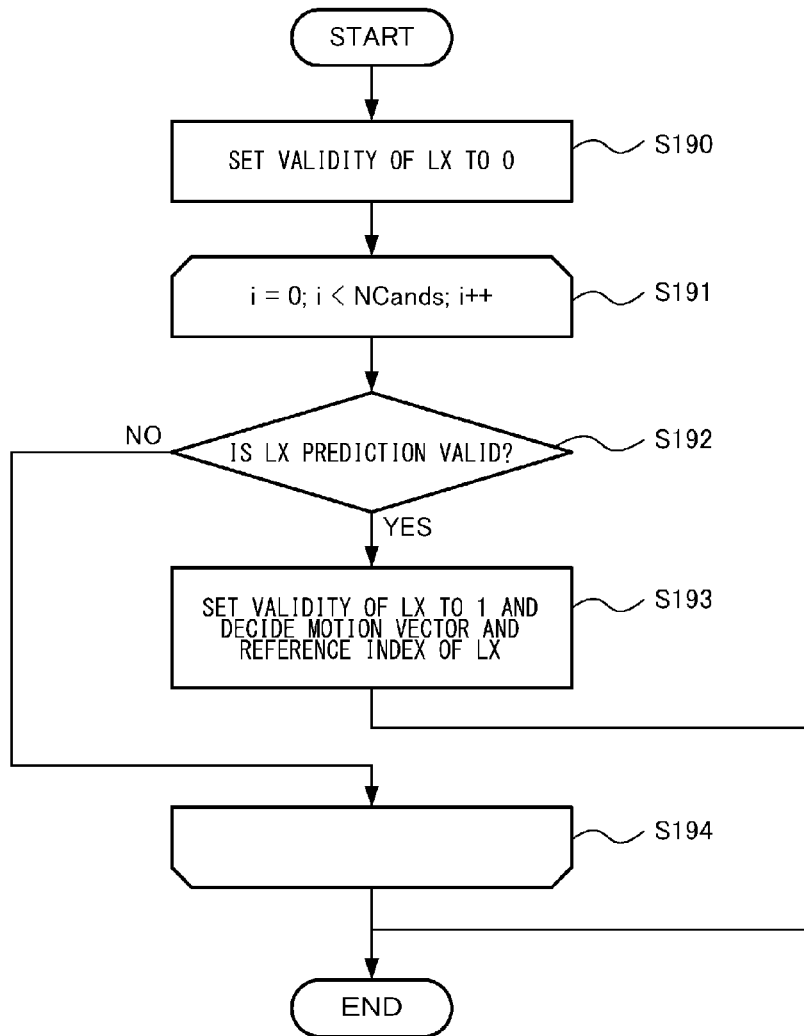 START
SET VALIDITY OF LX TO 0
S190
i = 0; i < NCands; i++
S191
NO
IS LX PREDICTION VALID?
S192
YES
SET VALIDITY OF LX TO 1 AND
DECIDE MOTION VECTOR AND
REFERENCE INDEX OF LX
S193
S194
END